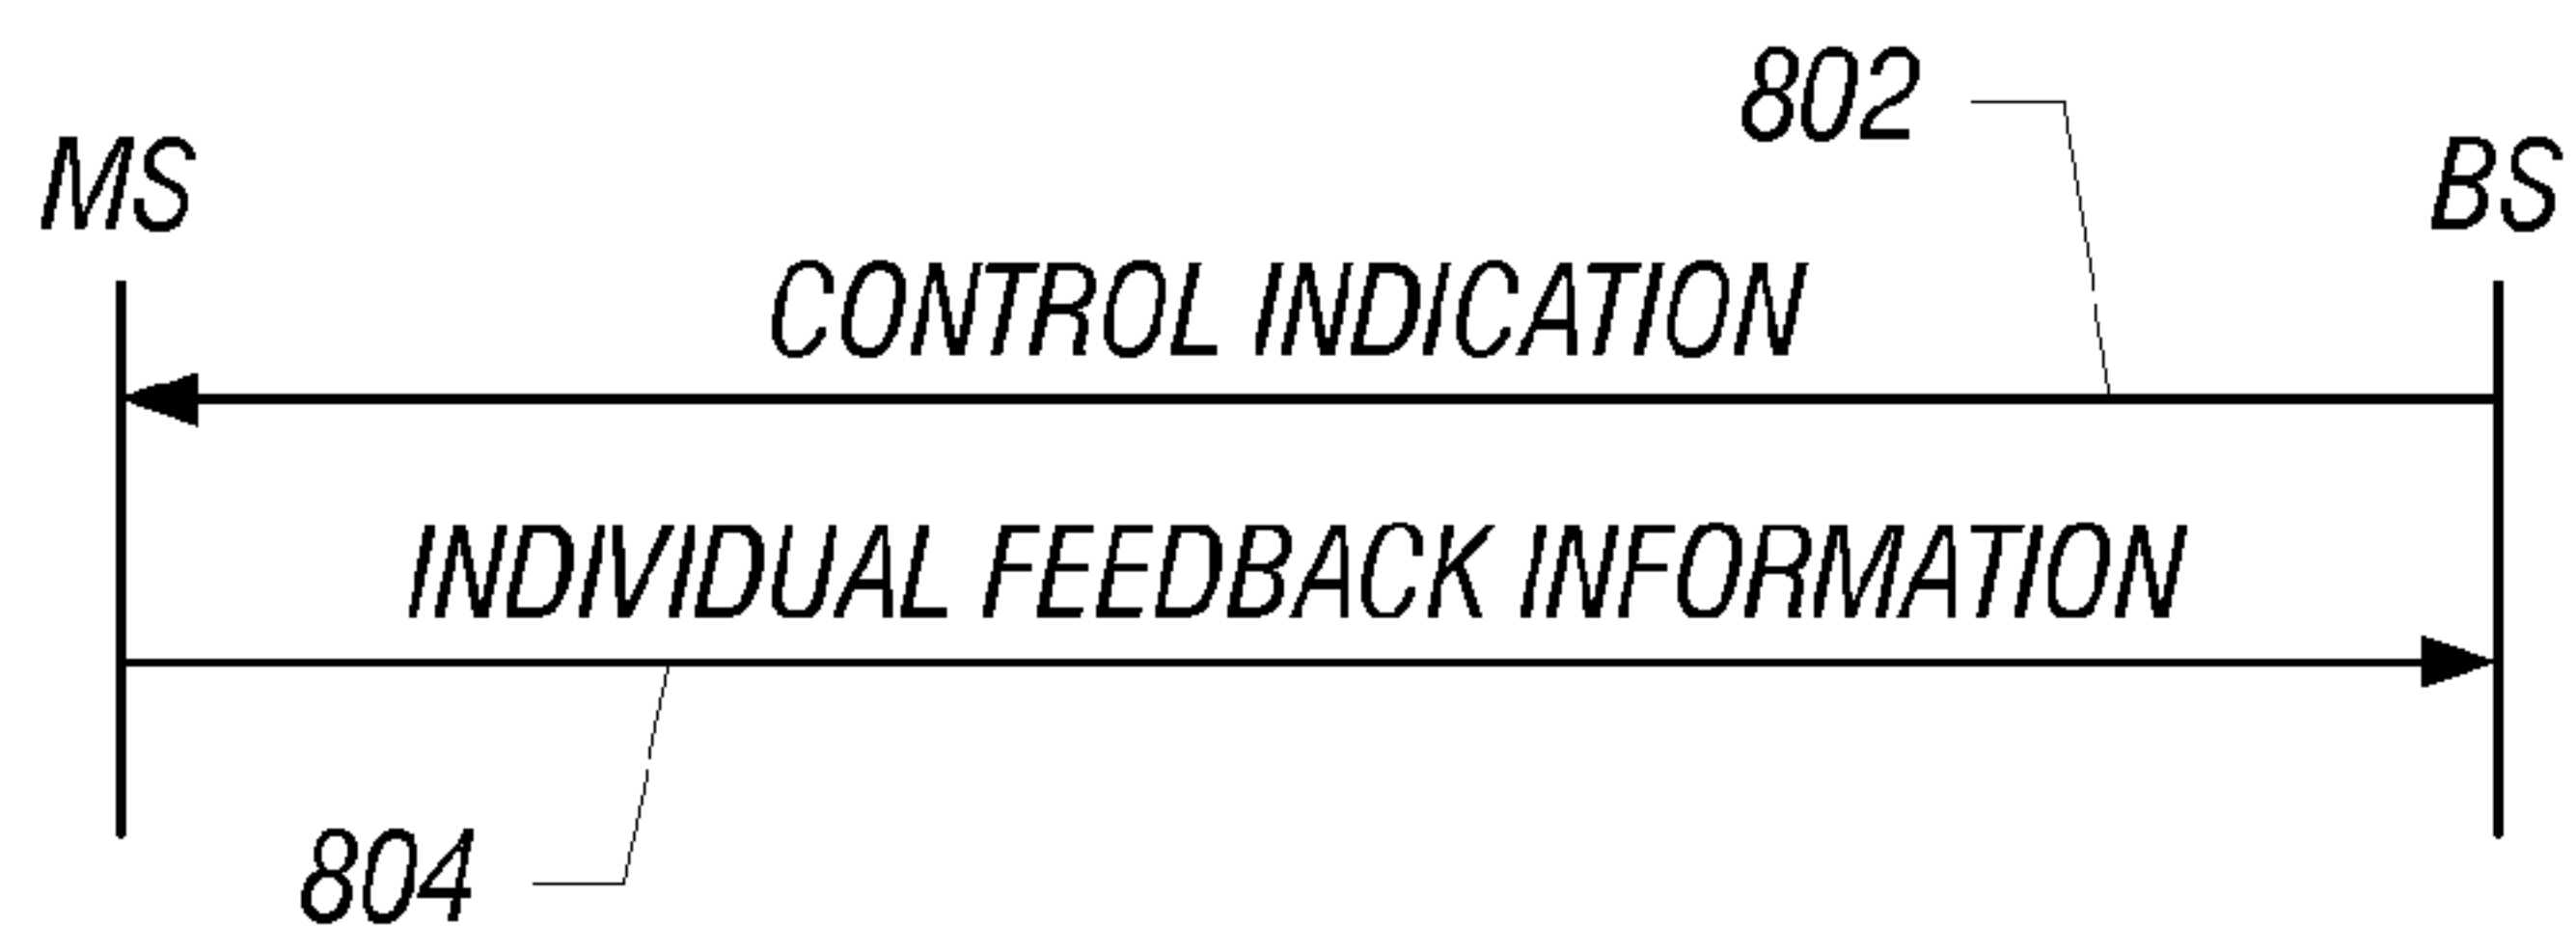 802
MS
BS
CONTROL INDICATION
INDIVIDUAL FEEDBACK INFORMATION
804